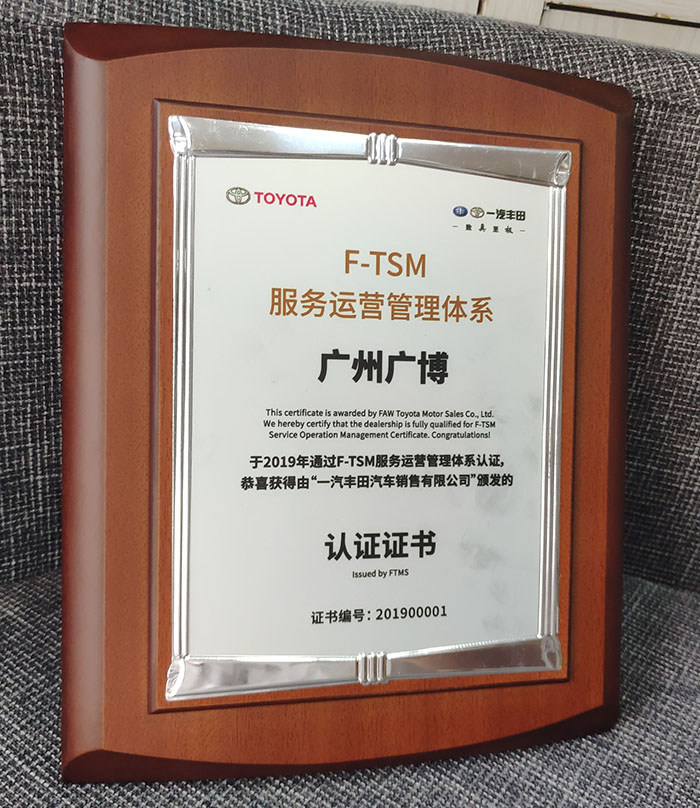 TOYOTA
一汽丰田
致真至极
F-TSM
服务运营管理体系
广州广博
This certificate is awarded by FAW Toyota Motor Sales Co., Ltd.
We hereby certify that the dealership is fully qualified for F-TSM
Service Operation Management Certificate. Congratulations!
于2019年通过F-TSM服务运营管理体系认证,
恭喜获得由“一汽丰田汽车销售有限公司”颁发的
认证证书
Issued by FTMS
证书编号：201900001